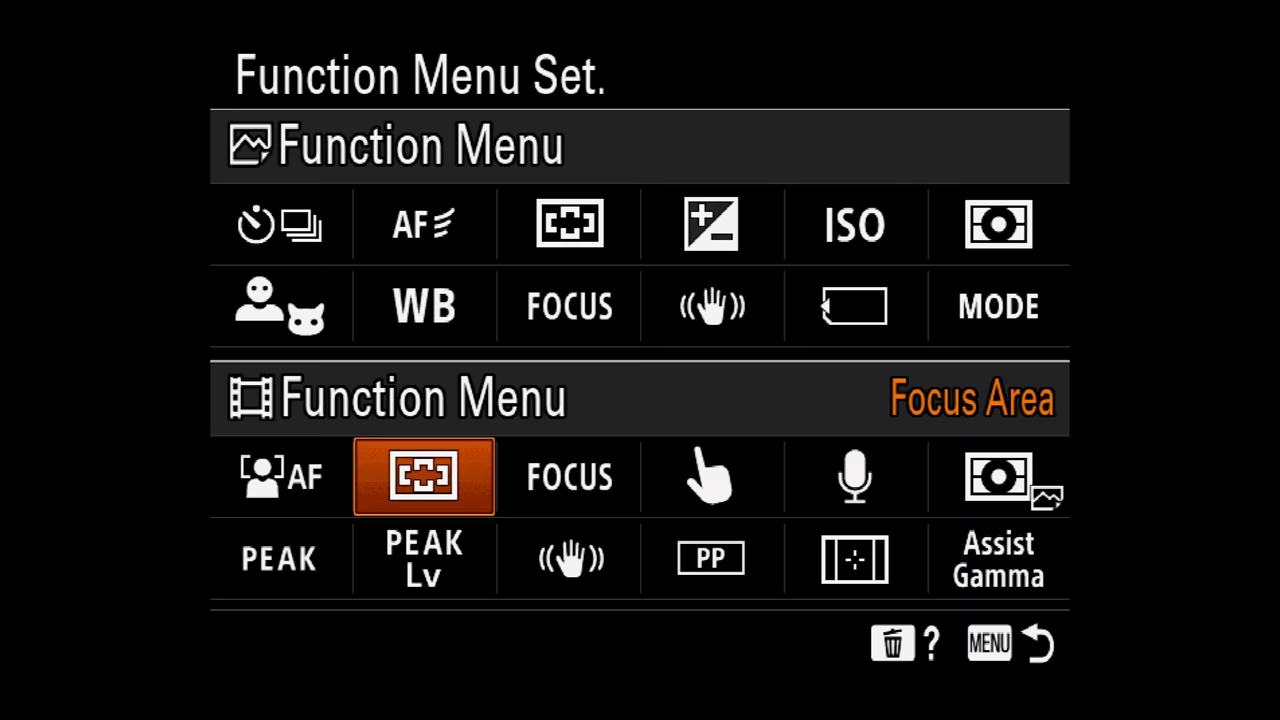 Function Menu Set.
Function Menu
AF ISO
WB FOCUS MODE
Function Menu Focus Area
AF FOCUS
PEAK PEAK Lv PP Assist Gamma
? MENU